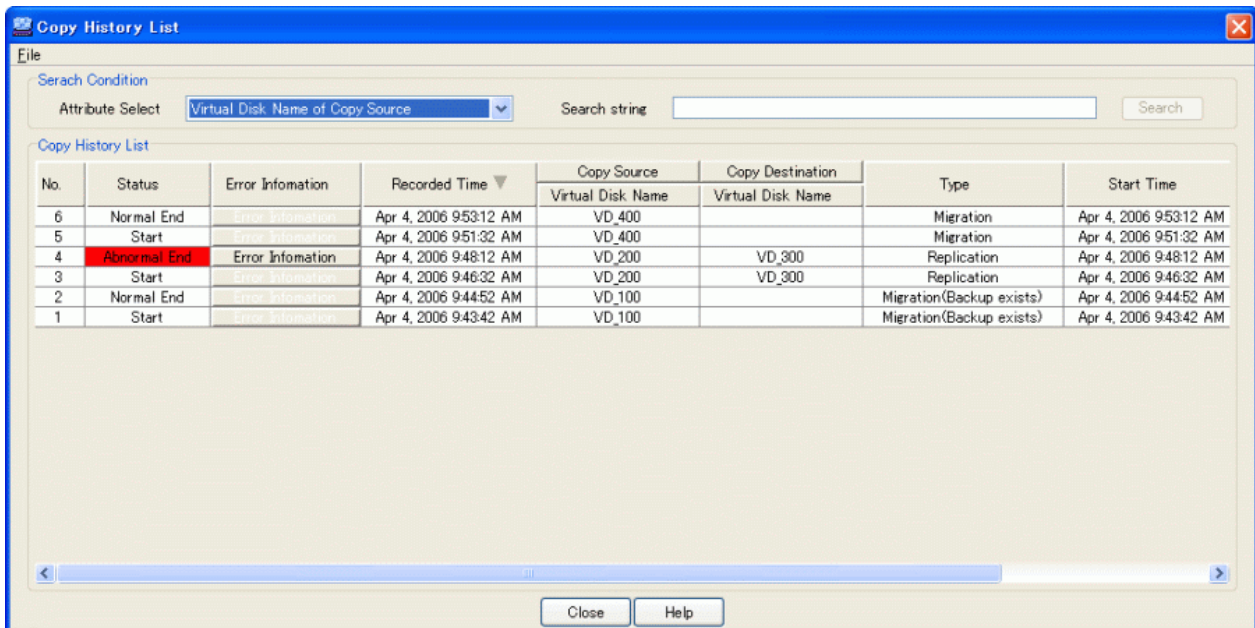 Copy History List
File
Serach Condition
Attribute Select Virtual Disk Name of Copy Source Search string Search
Copy History List
No. Status Error Infomation Recorded Time Copy Source Copy Destination Type Start Time
Virtual Disk Name Virtual Disk Name
6 Normal End Error Infomation Apr 4, 2006 9:53:12 AM VD_400 Migration Apr 4, 2006 9:53:12 AM
5 Start Error Infomation Apr 4, 2006 9:51:32 AM VD_400 Migration Apr 4, 2006 9:51:32 AM
4 Abnormal End Error Infomation Apr 4, 2006 9:48:12 AM VD_200 VD_300 Replication Apr 4, 2006 9:48:12 AM
3 Start Error Infomation Apr 4, 2006 9:46:32 AM VD_200 VD_300 Replication Apr 4, 2006 9:46:32 AM
2 Normal End Error Infomation Apr 4, 2006 9:44:52 AM VD_100 Migration(Backup exists) Apr 4, 2006 9:44:52 AM
1 Start Error Infomation Apr 4, 2006 9:43:42 AM VD_100 Migration(Backup exists) Apr 4, 2006 9:43:42 AM
Close Help